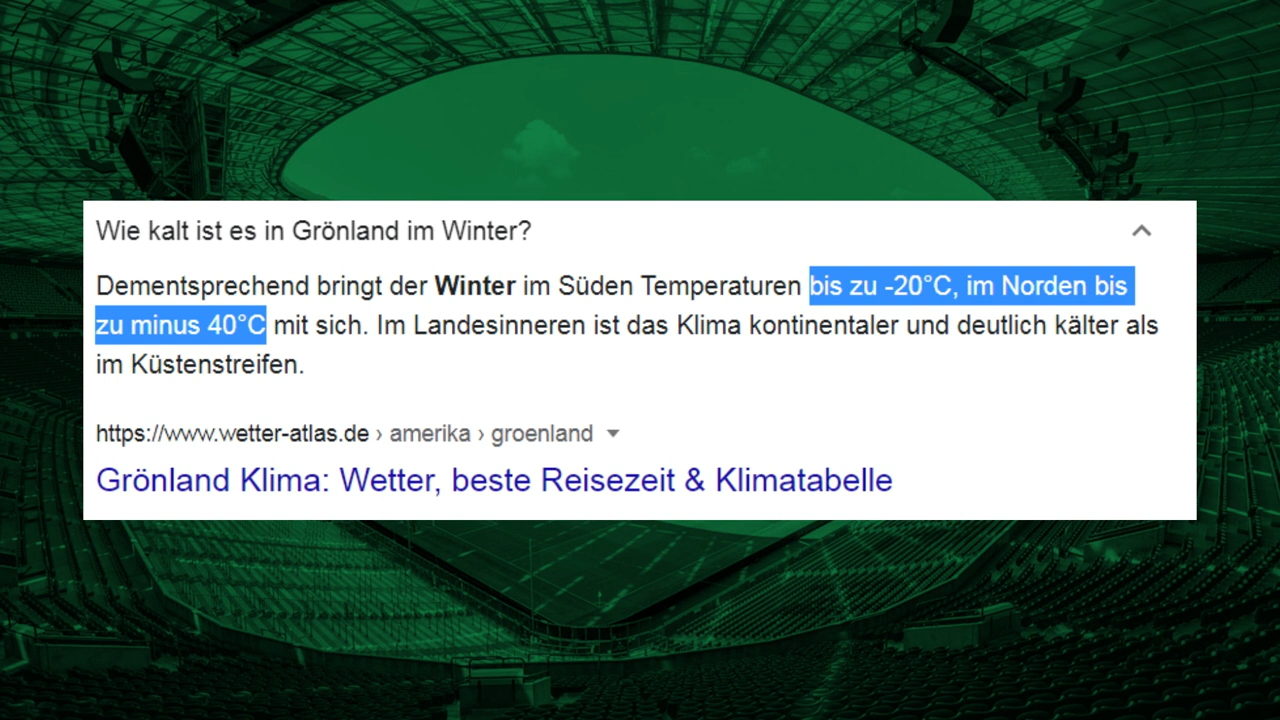 Wie kalt ist es in Grönland im Winter?
Dementsprechend bringt der Winter im Süden Temperaturen bis zu -20°C, im Norden bis
zu minus 40°C mit sich. Im Landesinneren ist das Klima kontinentaler und deutlich kälter als
im Küstenstreifen.
https://www.wetter-atlas.de › amerika › groenland
Grönland Klima: Wetter, beste Reisezeit & Klimatabelle